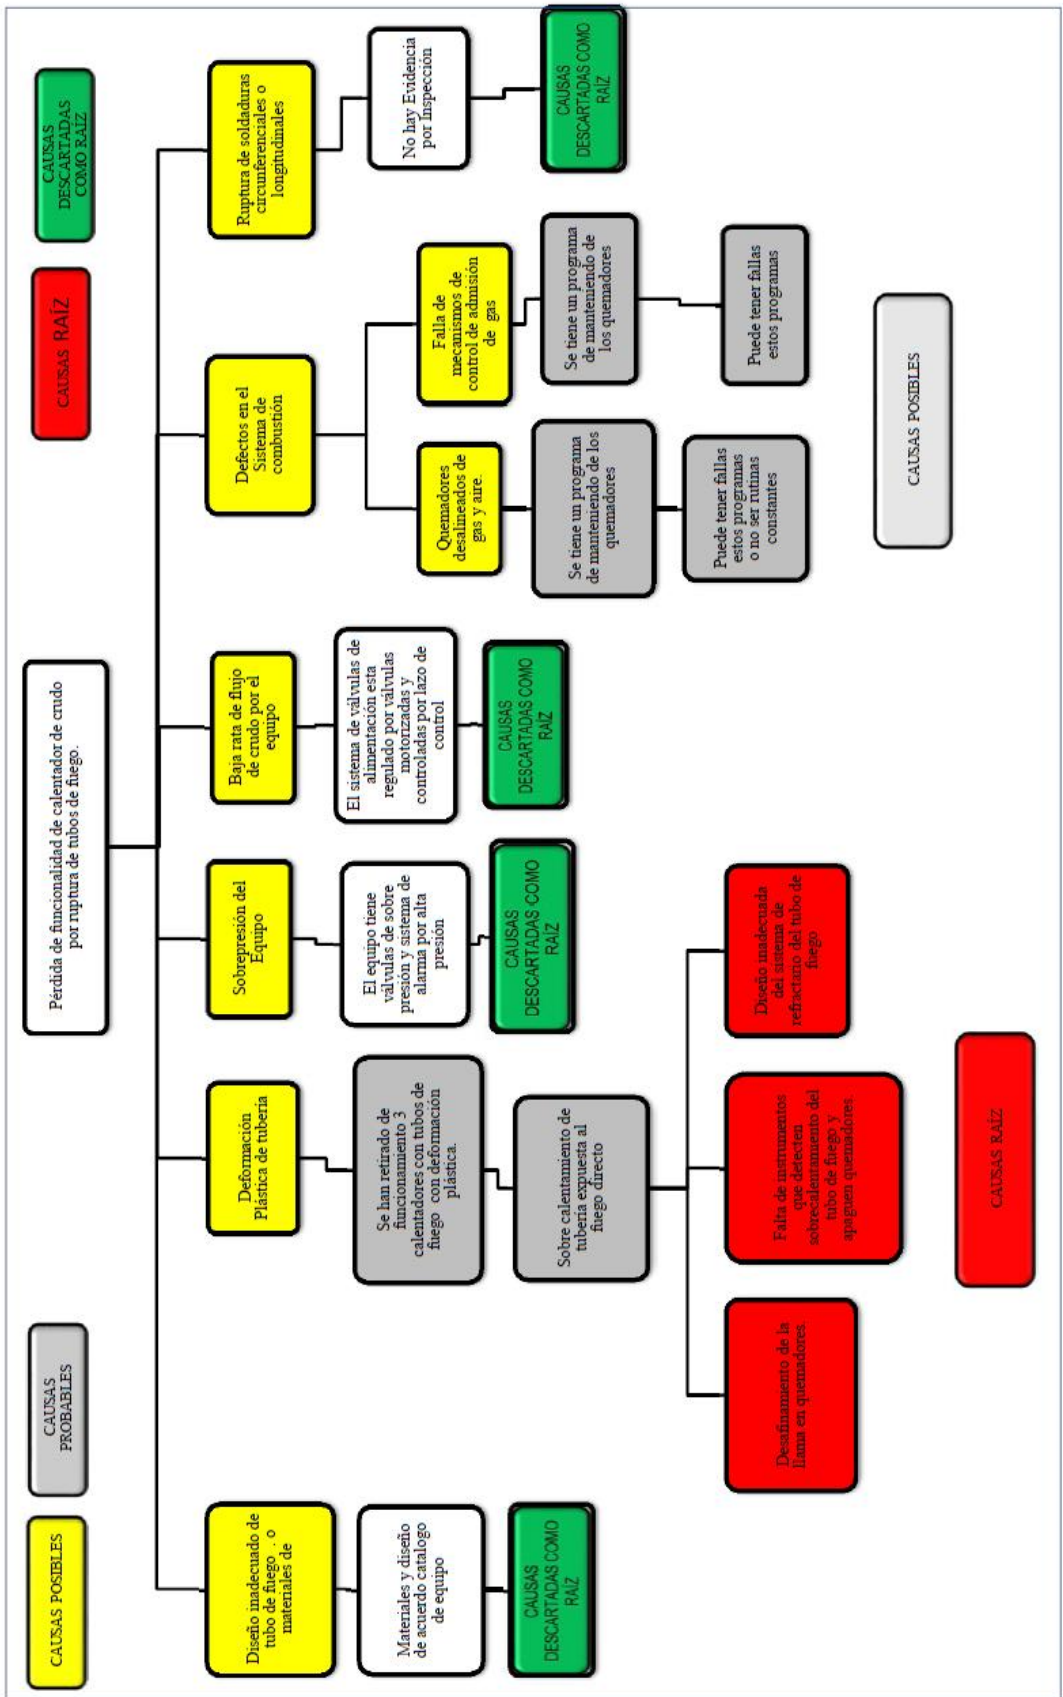 CAUSAS POSIBLES
CAUSAS
PROBABLES
CAUSAS RAÍZ
CAUSAS
DESCARTADAS
COMO RAÍZ
Pérdida de funcionalidad de calentador de crudo
por ruptura de tubos de fuego.
Diseño inadecuado de
tubo de fuego . o
materiales de
Deformación
Plástica de tubería
Sobrepresión del
Equipo
Baja rata de flujo
de crudo por el
equipo
Defectos en el
Sistema de
combustión
Ruptura de soldaduras
circunferenciales o
longitudinales
Materiales y diseño
de acuerdo catalogo
de equipo
Se han retirado de
funcionamiento 3
calentadores con tubos de
fuego con deformación
plástica.
El equipo tiene
válvulas de sobre
presión y sistema de
alarma por alta
presión
El sistema de válvulas de
alimentación esta
regulado por válvulas
motorizadas y
controladas por lazo de
control
Quemadores
desalineados de
gas y aire.
Falla de
mecanismos de
control de admisión
de gas
No hay Evidencia
por Inspección
CAUSAS
DESCARTADAS COMO
RAÍZ
Sobre calentamiento de
tubería expuesta al
fuego directo
CAUSAS
DESCARTADAS COMO
RAÍZ
CAUSAS
DESCARTADAS COMO
RAÍZ
Se tiene un programa
de manteniendo de los
quemadores
Se tiene un programa
de manteniendo de
los quemadores
CAUSAS
DESCARTADAS COMO
RAÍZ
Desafinamiento de la
llama en quemadores.
Falta de instrumentos
que detecten
sobrecalentamiento del
tubo de fuego y
apaguen quemadores.
Diseño inadecuada
del sistema de
refractario del tubo de
fuego
Puede tener fallas
estos programas
o no ser rutinas
constantes
Puede tener fallas
estos programas
CAUSAS RAÍZ
CAUSAS POSIBLES